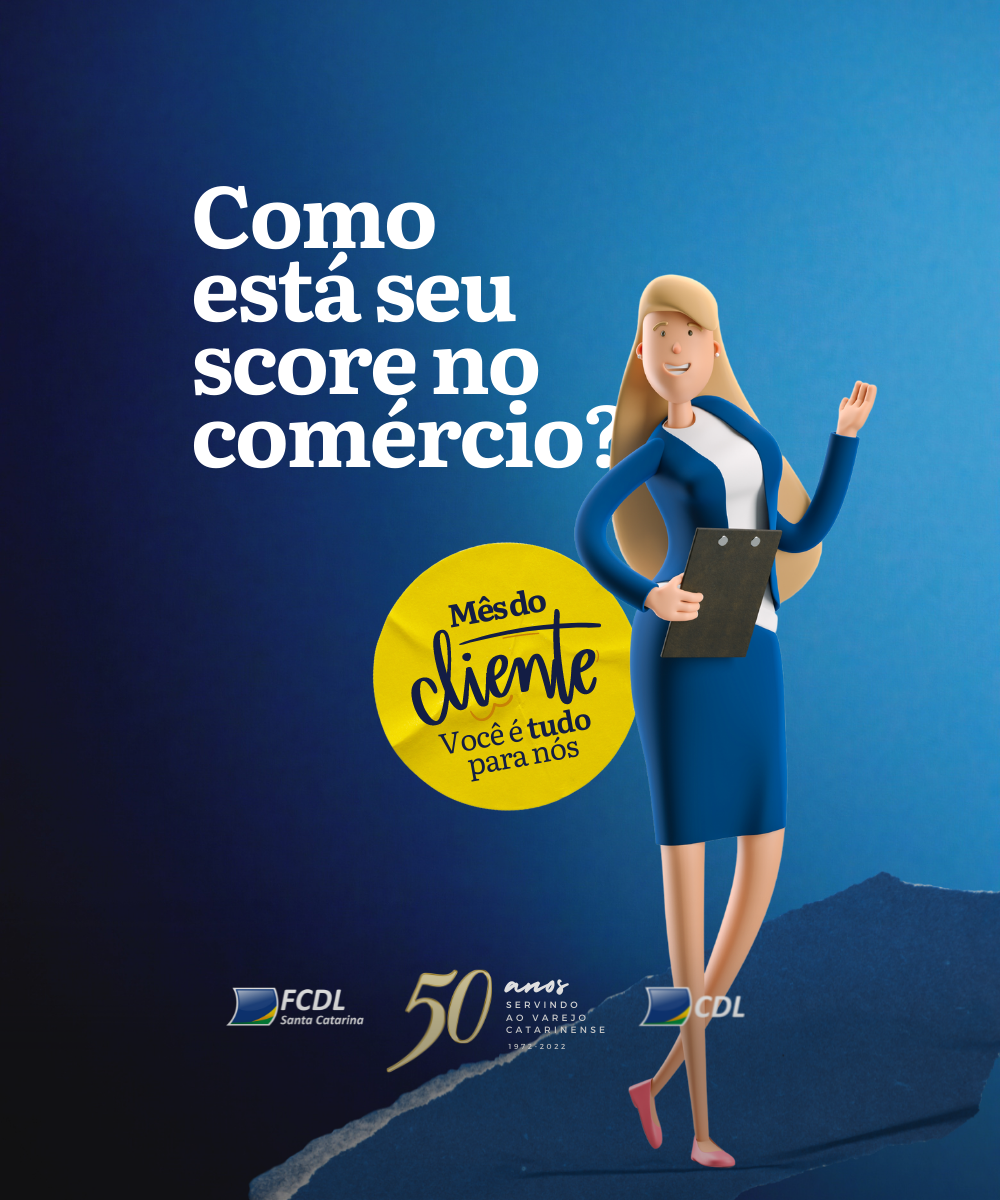 Como
está seu
score no
comércio?
Mês do
cliente
Você é tudo
para nós
FCDL
Santa Catarina
50 anos
SERVINDO
AO VAREJO
CATARINENSE
1972-2022
CDL